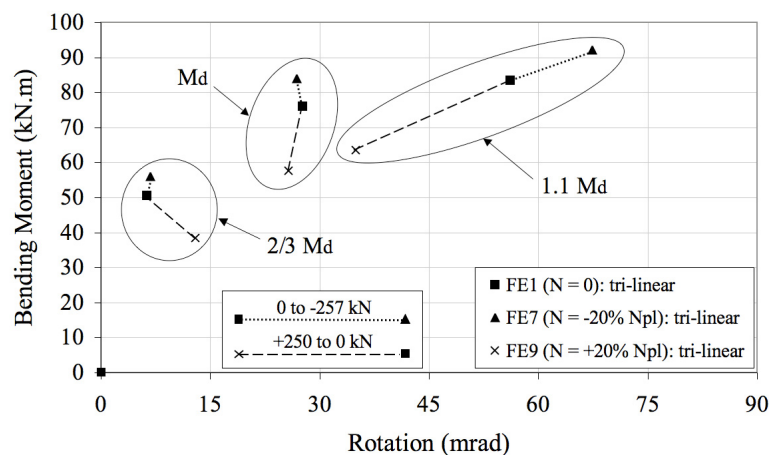 100
90
80
70
60
50
40
30
20
10
0
Bending Moment (kN.m)
Md
1.1 Md
2/3 Md
0 to -257 kN
+250 to 0 kN
FE1 (N = 0): tri-linear
FE7 (N = -20% Npl): tri-linear
FE9 (N = +20% Npl): tri-linear
0 15 30 45 60 75 90
Rotation (mrad)